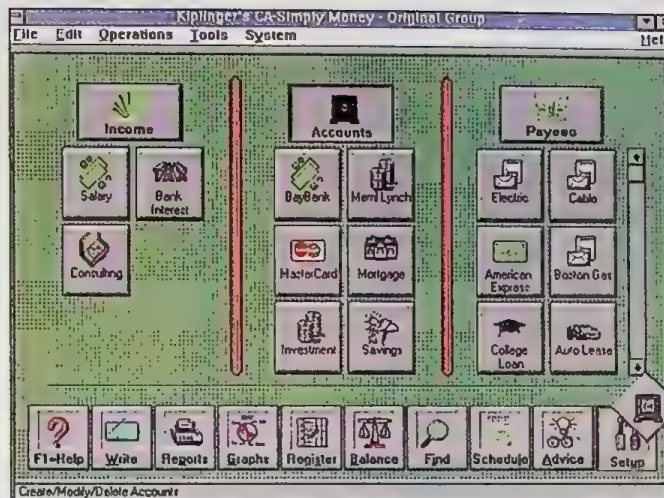 Kiplinger's CA-Simply Money - Original Group
File Edit Operations Tools System Help
Income
Accounts
Payees
Salary
Bank Interest
BayBank
Merril Lynch
Electric
Cable
Consulting
MasterCard
Mortgage
American Express
Boston Gas
Investment
Savings
College Loan
Auto Lease
F1=Help Write Reports Graphs Register Balance Find Schedule Advice Setup
Create/Modify/Delete Accounts